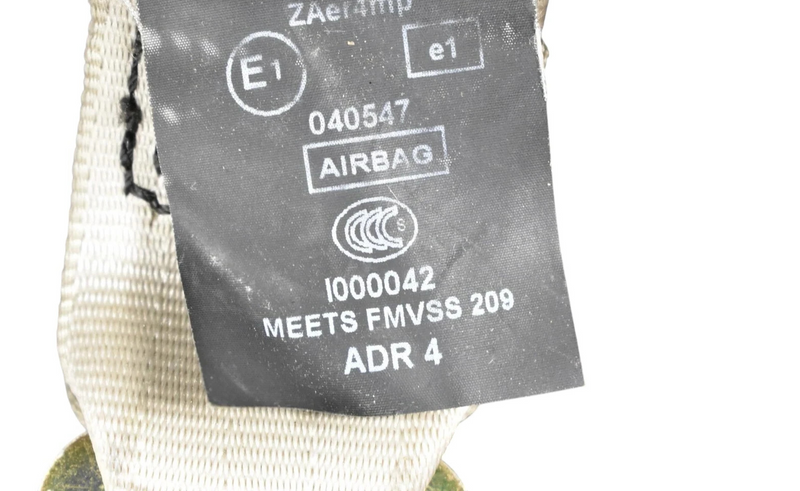 ZAer4mp
E1 e1
040547
AIRBAG
CCC S
I000042
MEETS FMVSS 209
ADR 4